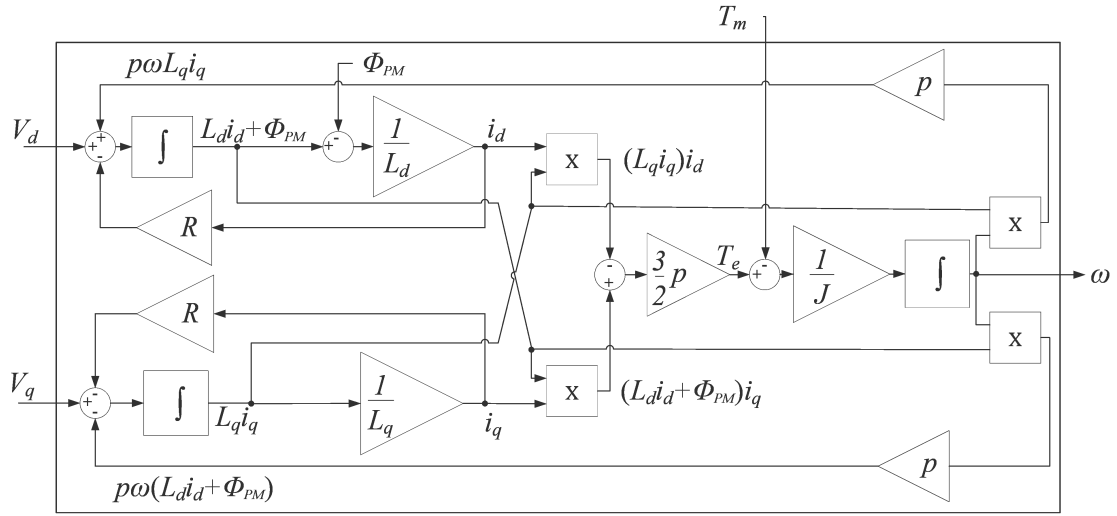 T_m
pωL_q i_q
Φ_PM
p
V_d
+
+
-
∫
L_d i_d+Φ_PM
+
-
1
L_d
i_d
x
(L_q i_q)i_d
R
x
-
+
3
2
p
T_e
+
-
1
J
∫
ω
R
x
V_q
+
-
-
∫
L_q i_q
1
L_q
i_q
x
(L_d i_d+Φ_PM)i_q
p
pω(L_d i_d+Φ_PM)